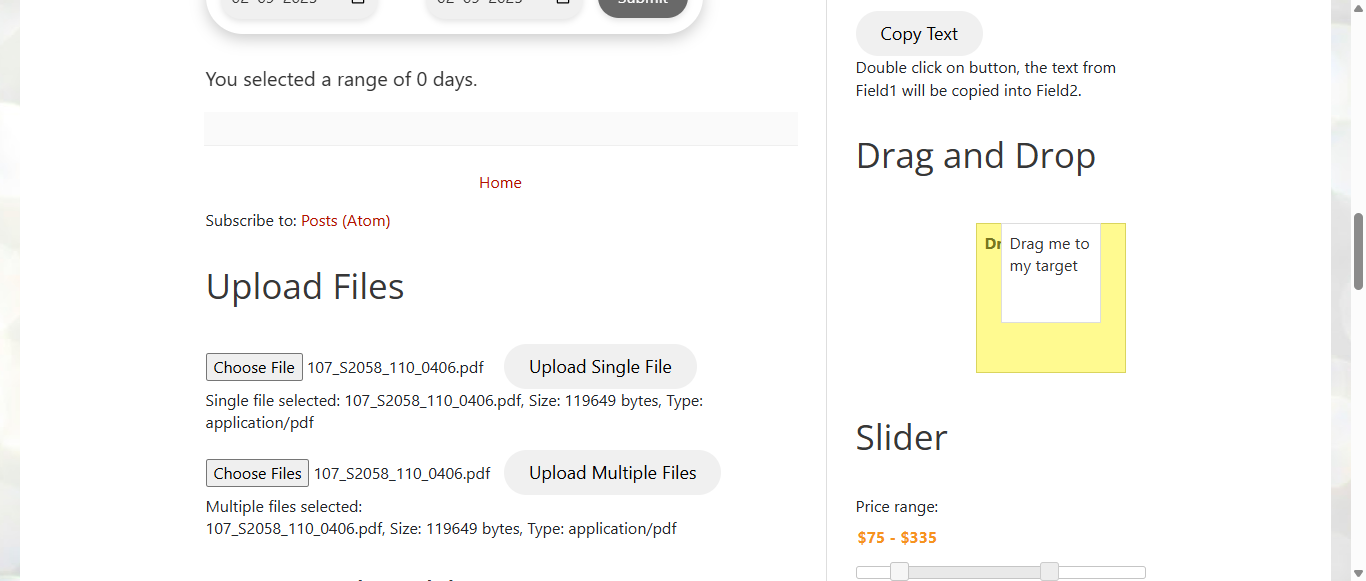 You selected a range of 0 days.
Home
Subscribe to: Posts (Atom)
Upload Files
Choose File 107_S2058_110_0406.pdf Upload Single File
Single file selected: 107_S2058_110_0406.pdf, Size: 119649 bytes, Type:
application/pdf
Choose Files 107_S2058_110_0406.pdf Upload Multiple Files
Multiple files selected:
107_S2058_110_0406.pdf, Size: 119649 bytes, Type: application/pdf
Copy Text
Double click on button, the text from
Field1 will be copied into Field2.
Drag and Drop
Drag me to
my target
Slider
Price range:
$75 - $335